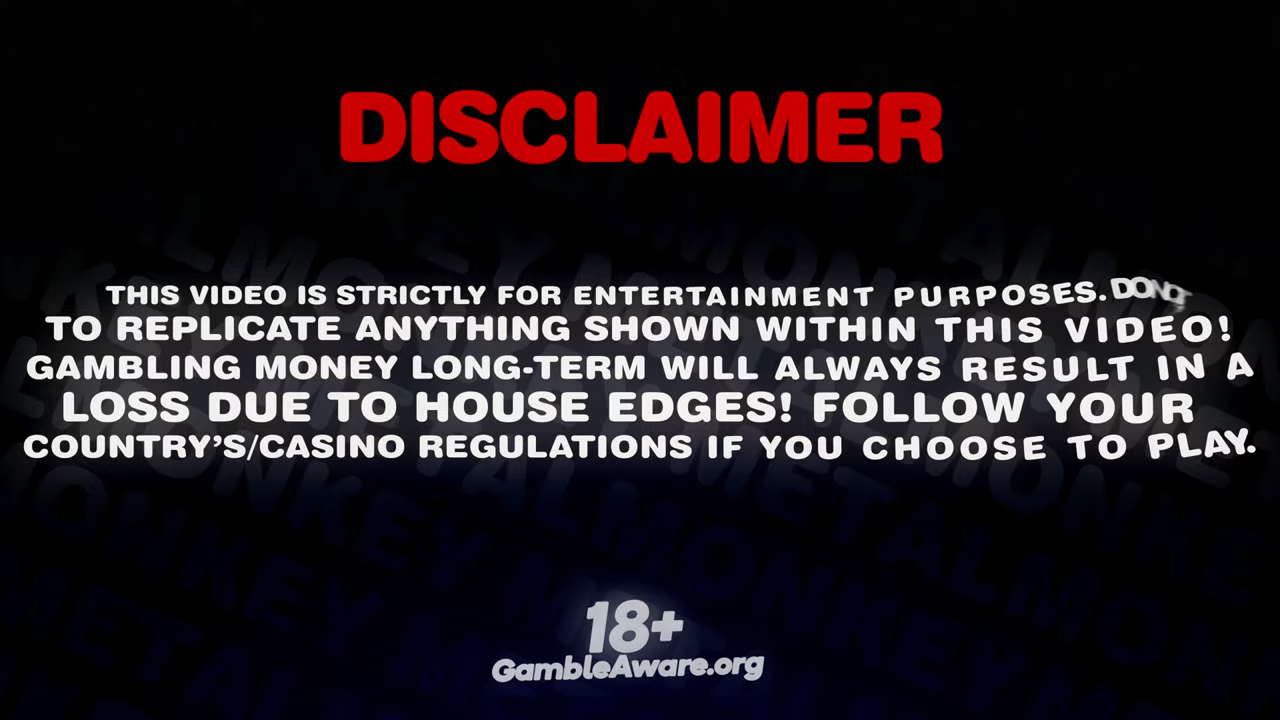 DISCLAIMER
THIS VIDEO IS STRICTLY FOR ENTERTAINMENT PURPOSES. DO NOT
TO REPLICATE ANYTHING SHOWN WITHIN THIS VIDEO!
GAMBLING MONEY LONG-TERM WILL ALWAYS RESULT IN A
LOSS DUE TO HOUSE EDGES! FOLLOW YOUR
COUNTRY'S/CASINO REGULATIONS IF YOU CHOOSE TO PLAY.
18+
GambleAware.org